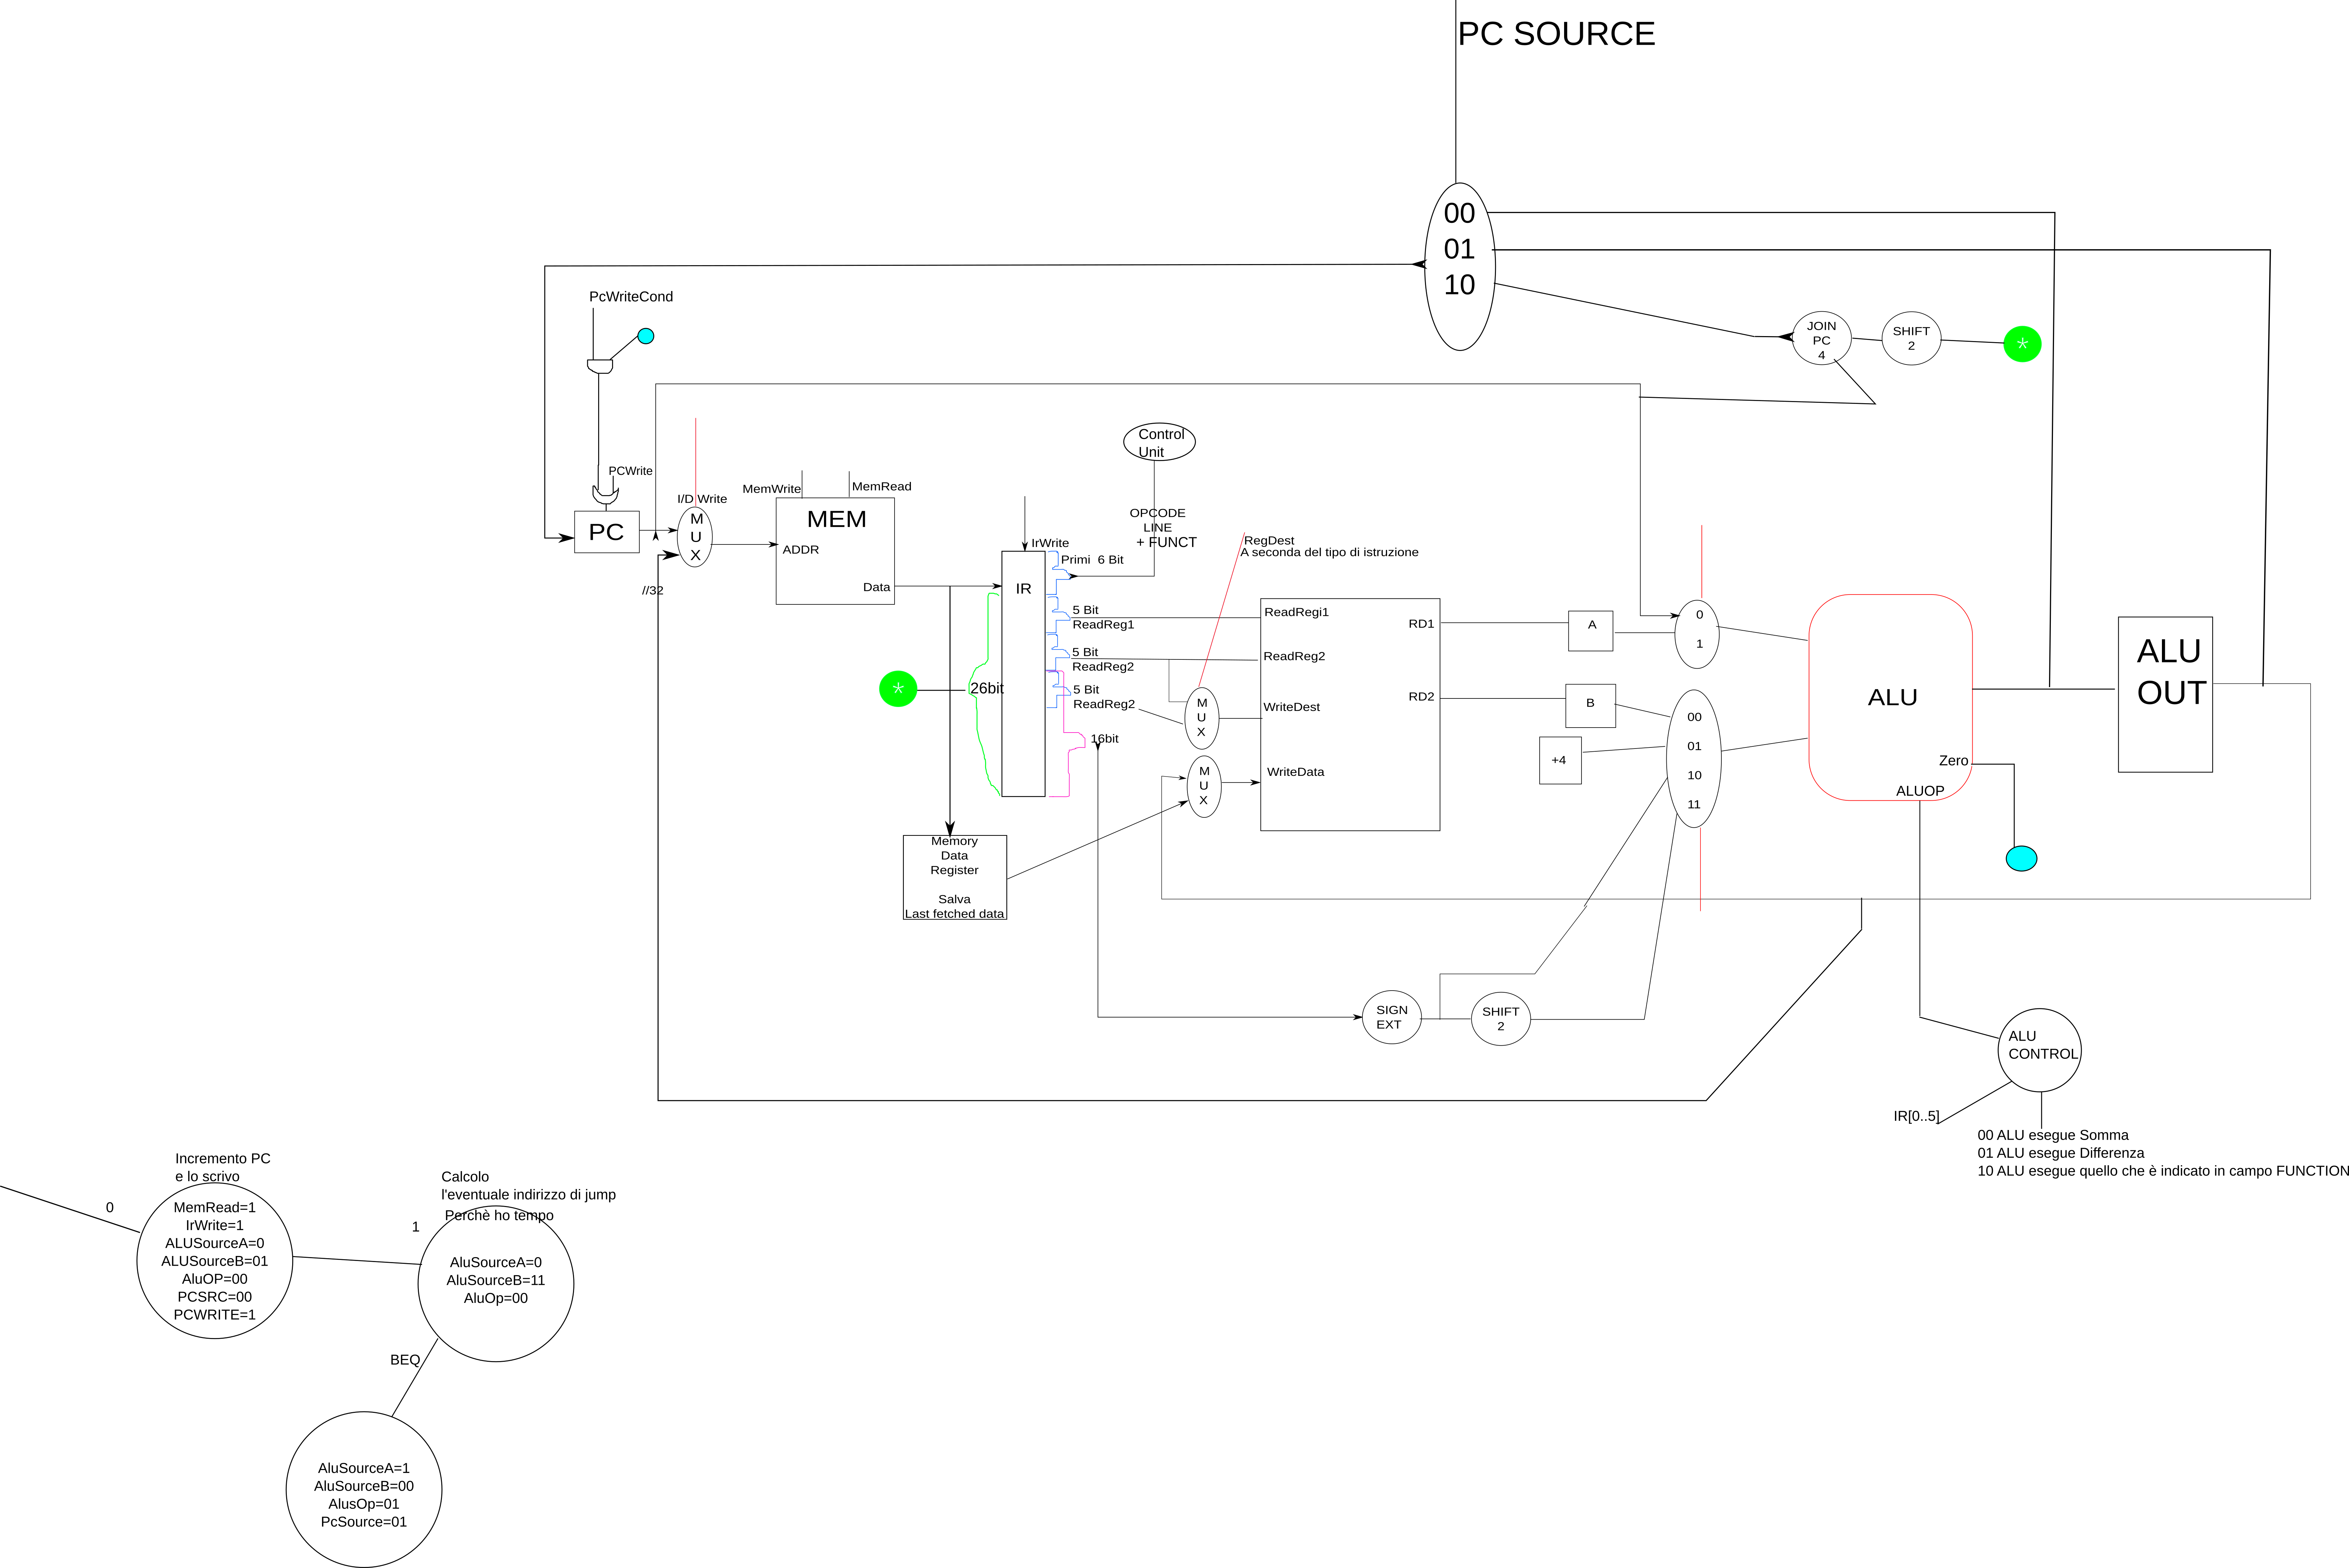 PC SOURCE
00
01
10
PcWriteCond
JOIN
PC
4
SHIFT
2
*
Control
Unit
PCWrite
I/D Write
MemWrite
MemRead
PC
M
U
X
MEM
ADDR
Data
//32
OPCODE
LINE
+ FUNCT
IrWrite
Primi  6 Bit
IR
RegDest
A seconda del tipo di istruzione
5 Bit
ReadReg1
5 Bit
ReadReg2
5 Bit
ReadReg2
16bit
*
26bit
M
U
X
M
U
X
ReadRegi1
ReadReg2
WriteDest
WriteData
RD1
RD2
A
B
+4
0
1
00
01
10
11
ALU
Zero
ALUOP
ALU
OUT
Memory
Data
Register
Salva
Last fetched data
SIGN
EXT
SHIFT
2
ALU
CONTROL
IR[0..5]
00 ALU esegue Somma
01 ALU esegue Differenza
10 ALU esegue quello che è indicato in campo FUNCTION
Incremento PC
e lo scrivo
0
MemRead=1
IrWrite=1
ALUSourceA=0
ALUSourceB=01
AluOP=00
PCSRC=00
PCWRITE=1
Calcolo
l'eventuale indirizzo di jump
Perchè ho tempo
1
AluSourceA=0
AluSourceB=11
AluOp=00
BEQ
AluSourceA=1
AluSourceB=00
AlusOp=01
PcSource=01